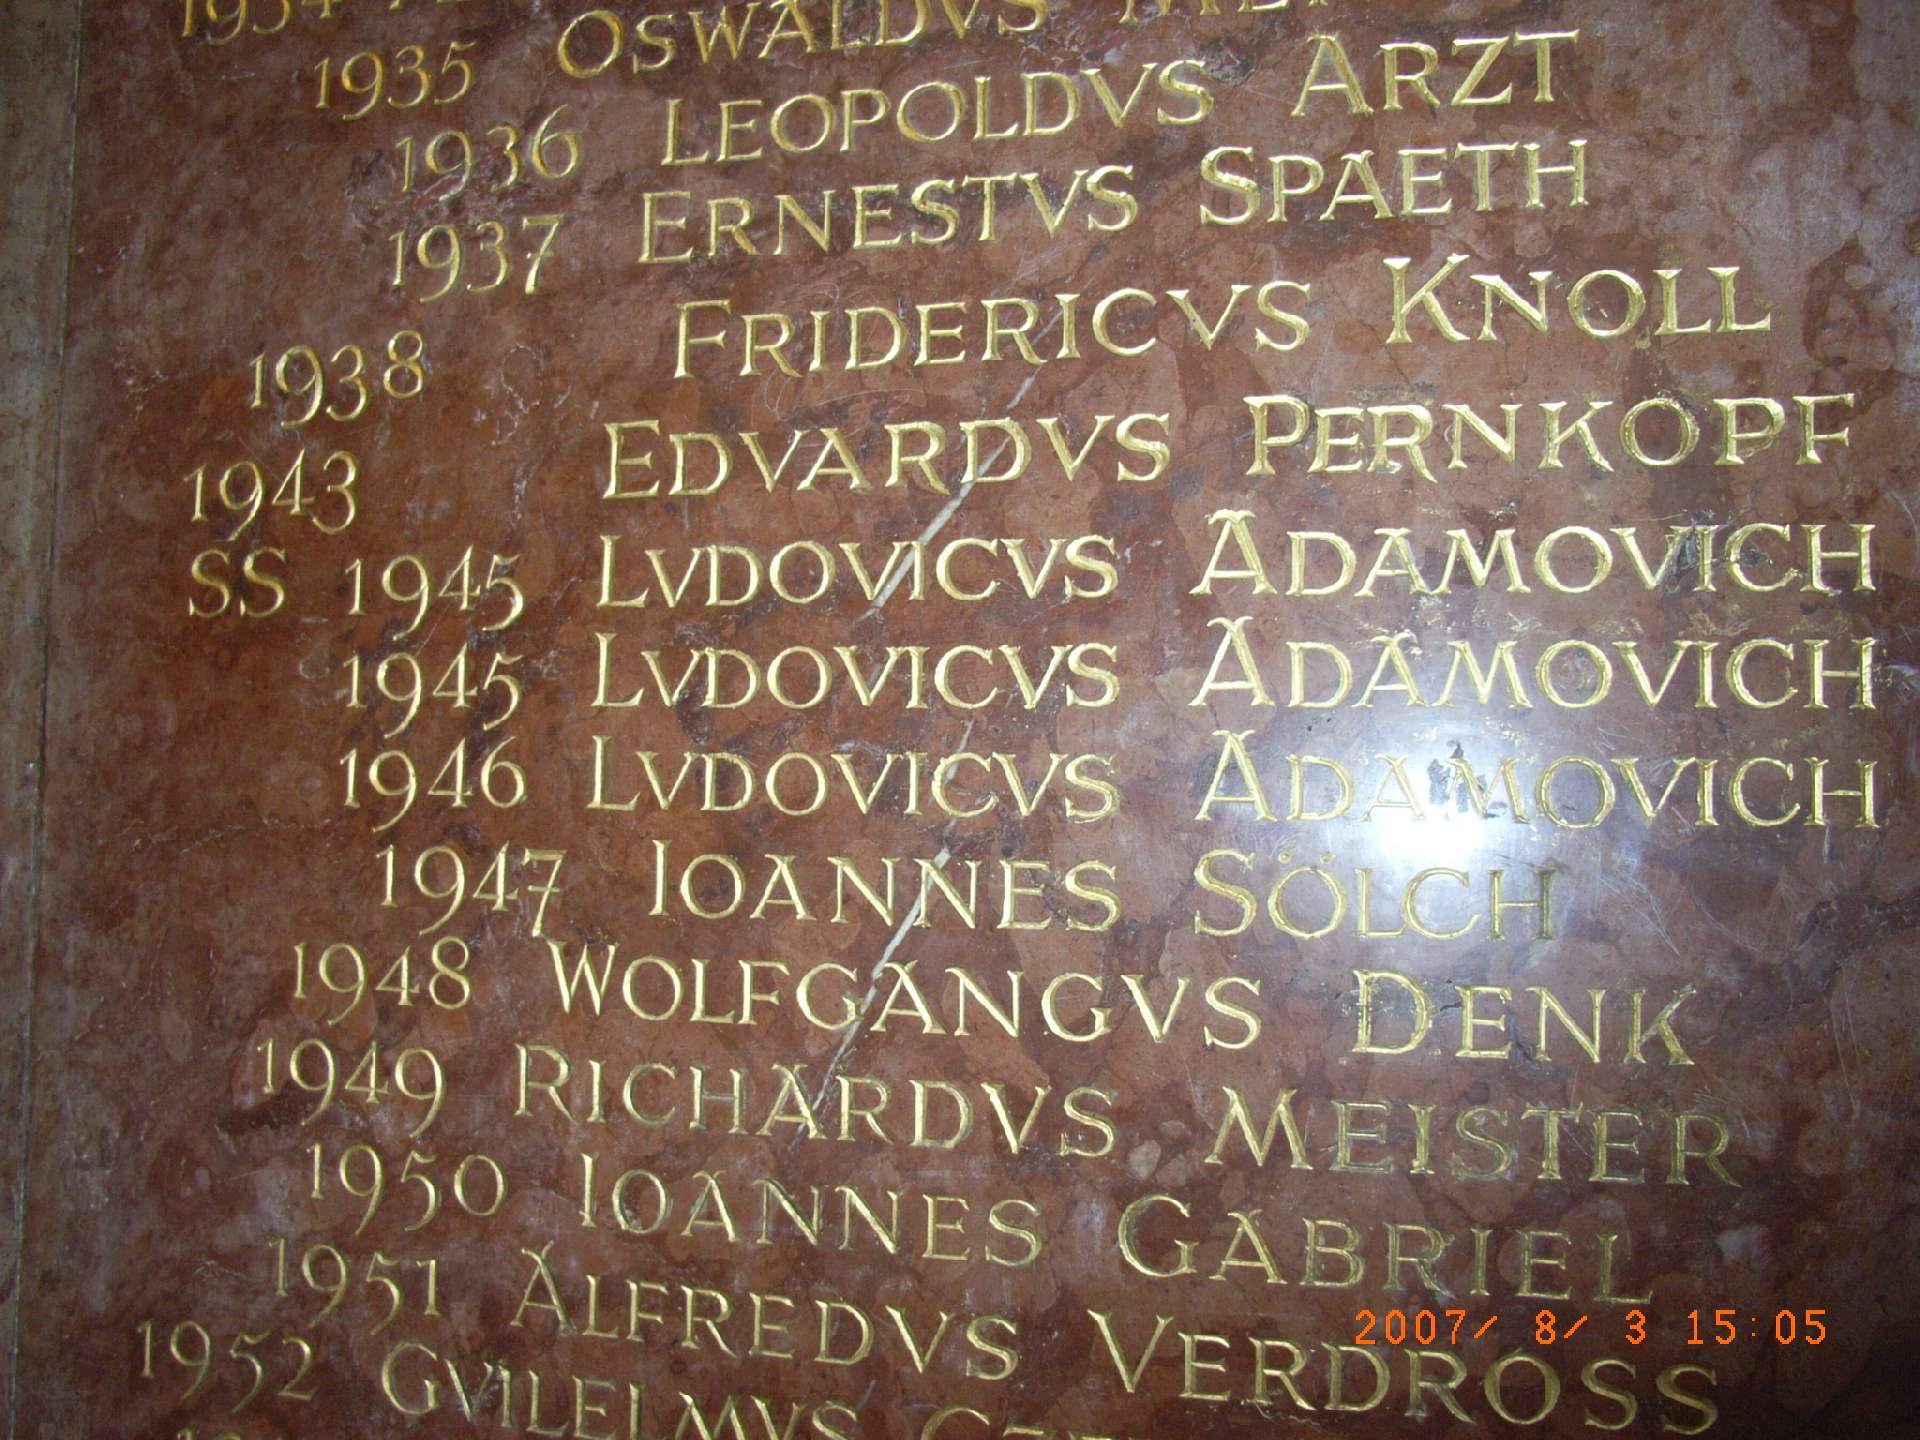 1934
1935 OSWALDVS
1936 LEOPOLDVS ARZT
1937 ERNESTVS SPAETH
1938 FRIDERICVS KNOLL
1943 EDVARDVS PERNKOPF
SS 1945 LVDOVICVS ADAMOVICH
1945 LVDOVICVS ADAMOVICH
1946 LVDOVICVS ADAMOVICH
1947 IOANNES SÖLCH
1948 WOLFGANGVS DENK
1949 RICHARDVS MEISTER
1950 IOANNES GABRIEL
1951 ALFREDVS VERDROSS
1952 GVILELMVS
2007/ 8/ 3 15:05